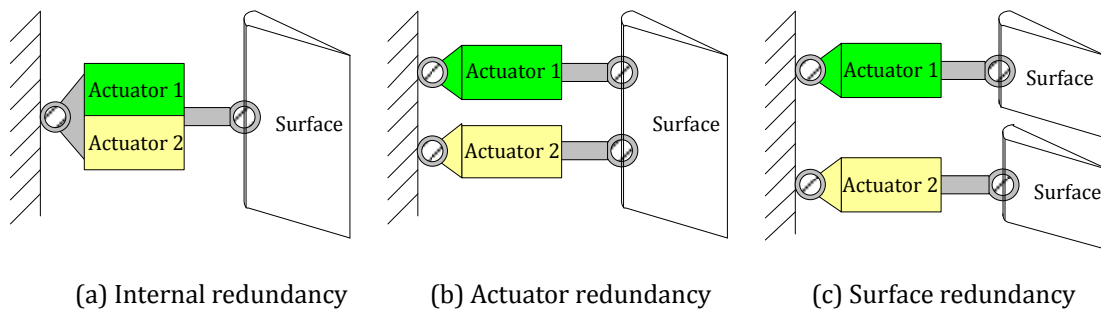 Actuator 1
Actuator 2
Surface
Actuator 1
Actuator 2
Surface
Actuator 1
Surface
Actuator 2
Surface
(a) Internal redundancy
(b) Actuator redundancy
(c) Surface redundancy